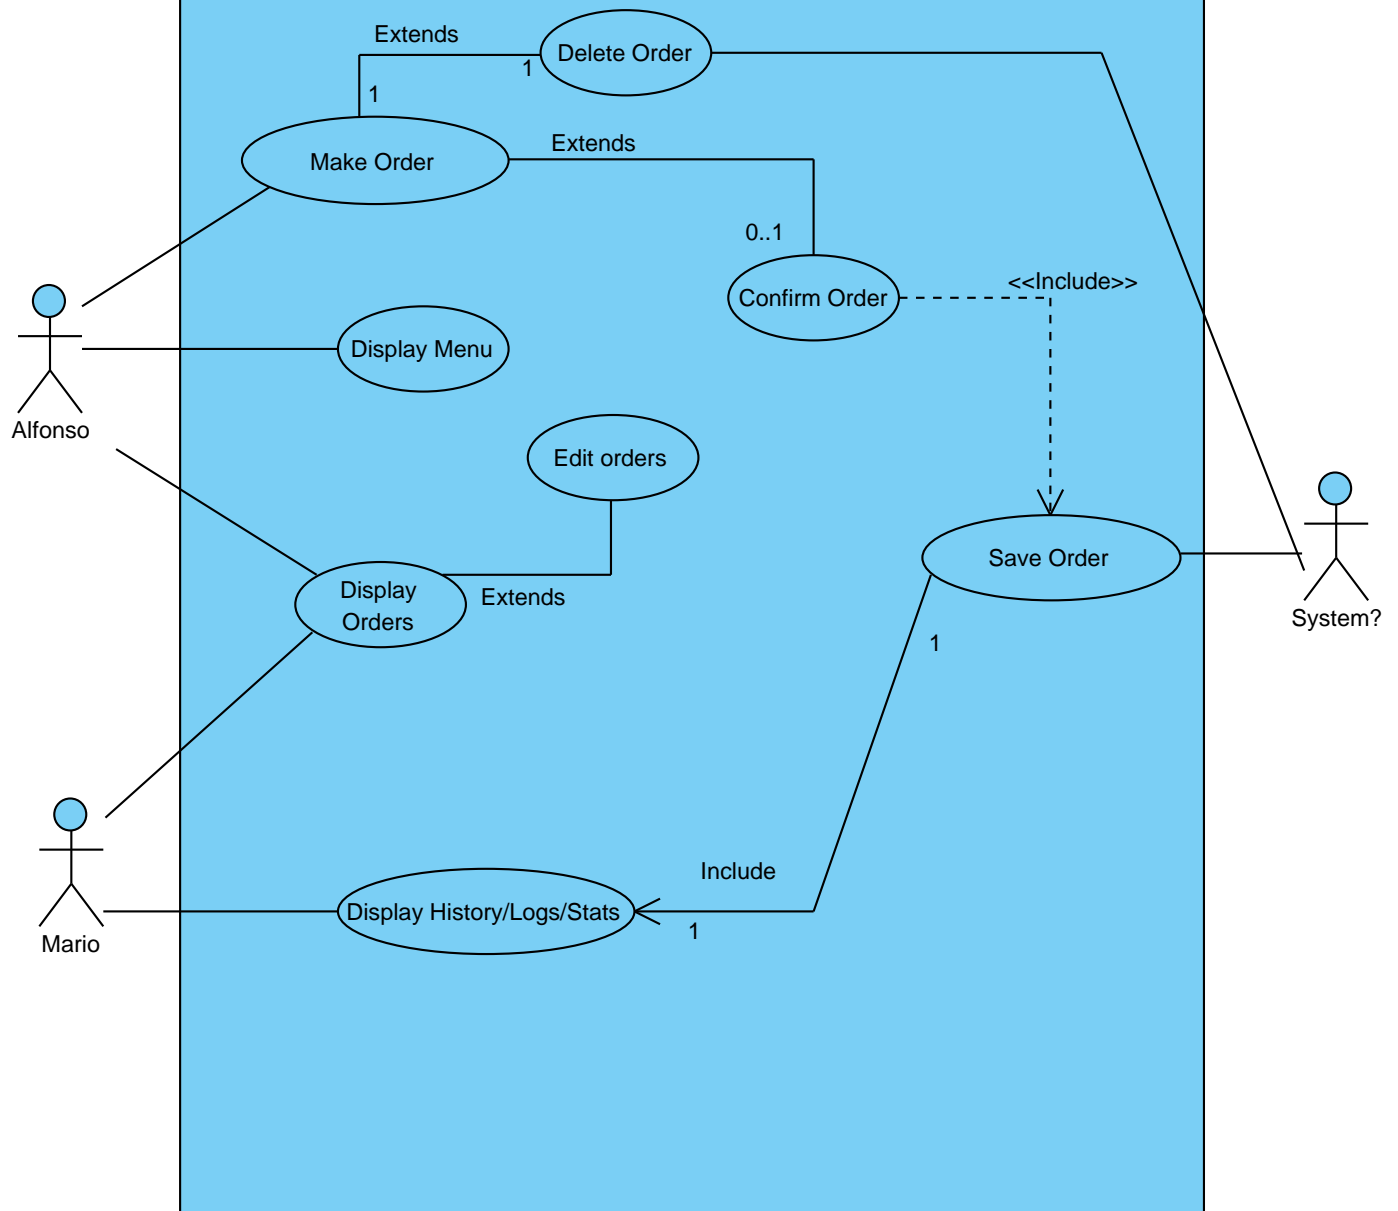 Extends
Delete Order
1
1
Extends
Make Order
0..1
<<Include>>
Confirm Order
Display Menu
Alfonso
Edit orders
Save Order
Display
Orders
Extends
System?
1
Include
Display History/Logs/Stats
1
Mario